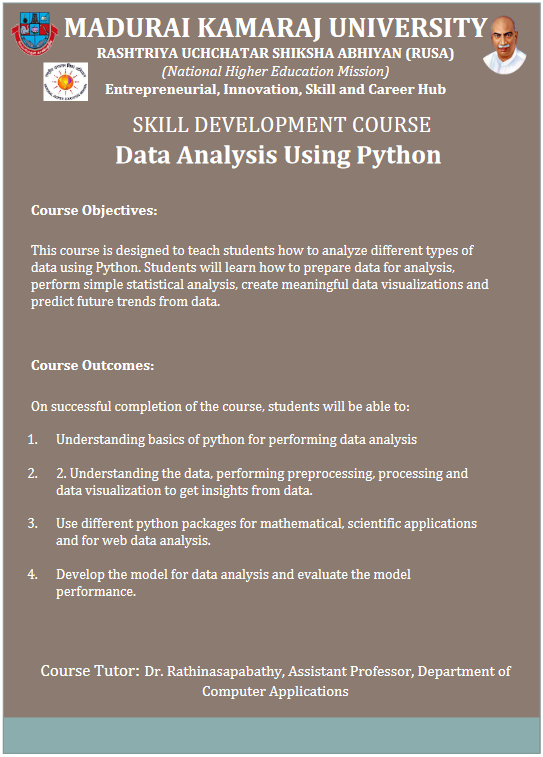 MADURAI KAMARAJ UNIVERSITY
RASHTRIYA UCHCHATAR SHIKSHA ABHIYAN (RUSA)
(National Higher Education Mission)
Entrepreneurial, Innovation, Skill and Career Hub
SKILL DEVELOPMENT COURSE
Data Analysis Using Python
Course Objectives:
This course is designed to teach students how to analyze different types of
data using Python. Students will learn how to prepare data for analysis,
perform simple statistical analysis, create meaningful data visualizations and
predict future trends from data.
Course Outcomes:
On successful completion of the course, students will be able to:
1. Understanding basics of python for performing data analysis
2. 2. Understanding the data, performing preprocessing, processing and
data visualization to get insights from data.
3. Use different python packages for mathematical, scientific applications
and for web data analysis.
4. Develop the model for data analysis and evaluate the model
performance.
Course Tutor: Dr. Rathinasapabathy, Assistant Professor, Department of
Computer Applications